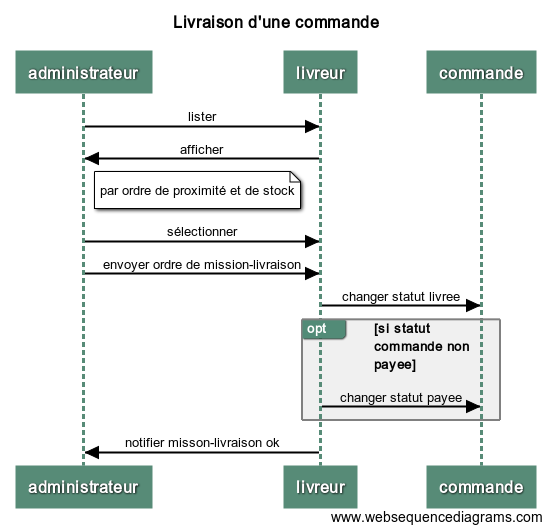 Livraison d'une commande
administrateur livreur commande
lister
afficher
par ordre de proximité et de stock
sélectionner
envoyer ordre de mission-livraison
changer statut livree
opt [si statut
commande non
payee]
changer statut payee
notifier misson-livraison ok
administrateur livreur commande
www.websequencediagrams.com